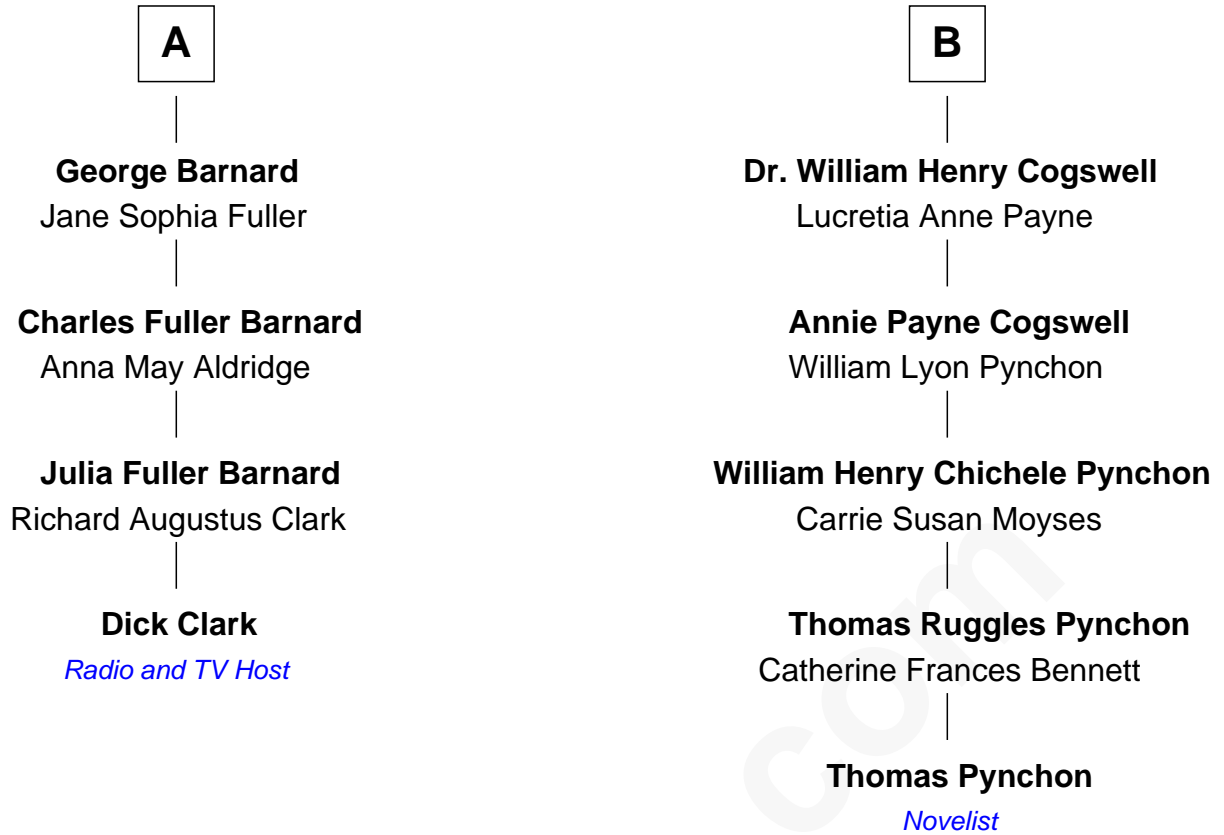 A
George Barnard
Jane Sophia Fuller
Charles Fuller Barnard
Anna May Aldridge
Julia Fuller Barnard
Richard Augustus Clark
Dick Clark
Radio and TV Host
B
Dr. William Henry Cogswell
Lucretia Anne Payne
Annie Payne Cogswell
William Lyon Pynchon
William Henry Chichele Pynchon
Carrie Susan Moyses
Thomas Ruggles Pynchon
Catherine Frances Bennett
Thomas Pynchon
Novelist
com